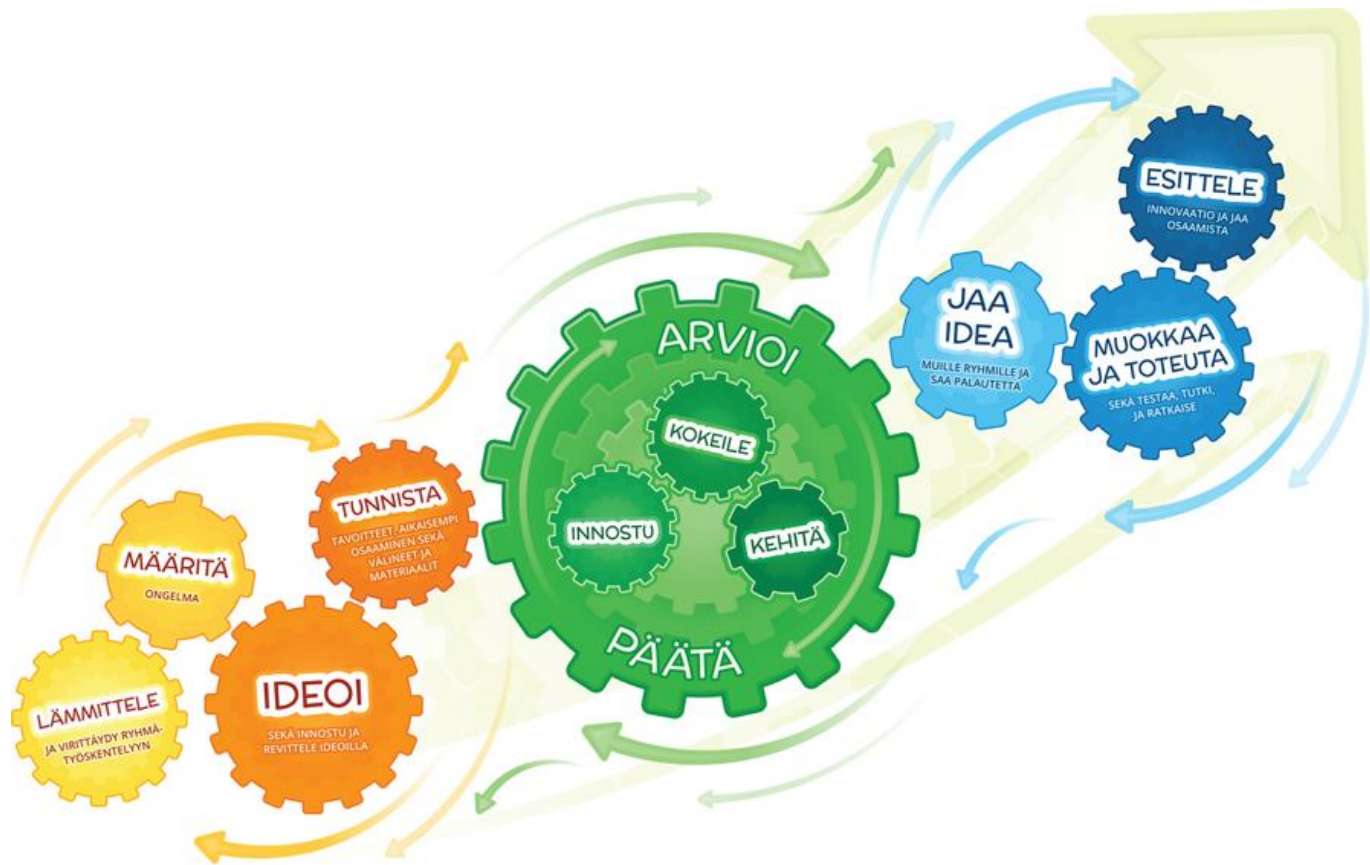 LÄMMITTELE
JA VIRITTÄYDY RYHMÄ-
TYÖSKENTELYYN
MÄÄRITÄ
ONGELMA
IDEOI
SEKÄ INNOSTU JA
REVITTELE IDEOILLA
TUNNISTA
TAVOITTEET, AIKAISEMPI
OSAAMINEN SEKÄ
VÄLINEET JA
MATERIAALIT
ARVIOI
KOKEILE
INNOSTU
KEHITÄ
PÄÄTÄ
JAA
IDEA
MUILLE RYHMILLE JA
SAA PALAUTETTA
MUOKKAA
JA TOTEUTA
SEKÄ TESTAA, TUTKI,
JA RATKAISE
ESITTELE
INNOVAATIO JA JAA
OSAAMISTA